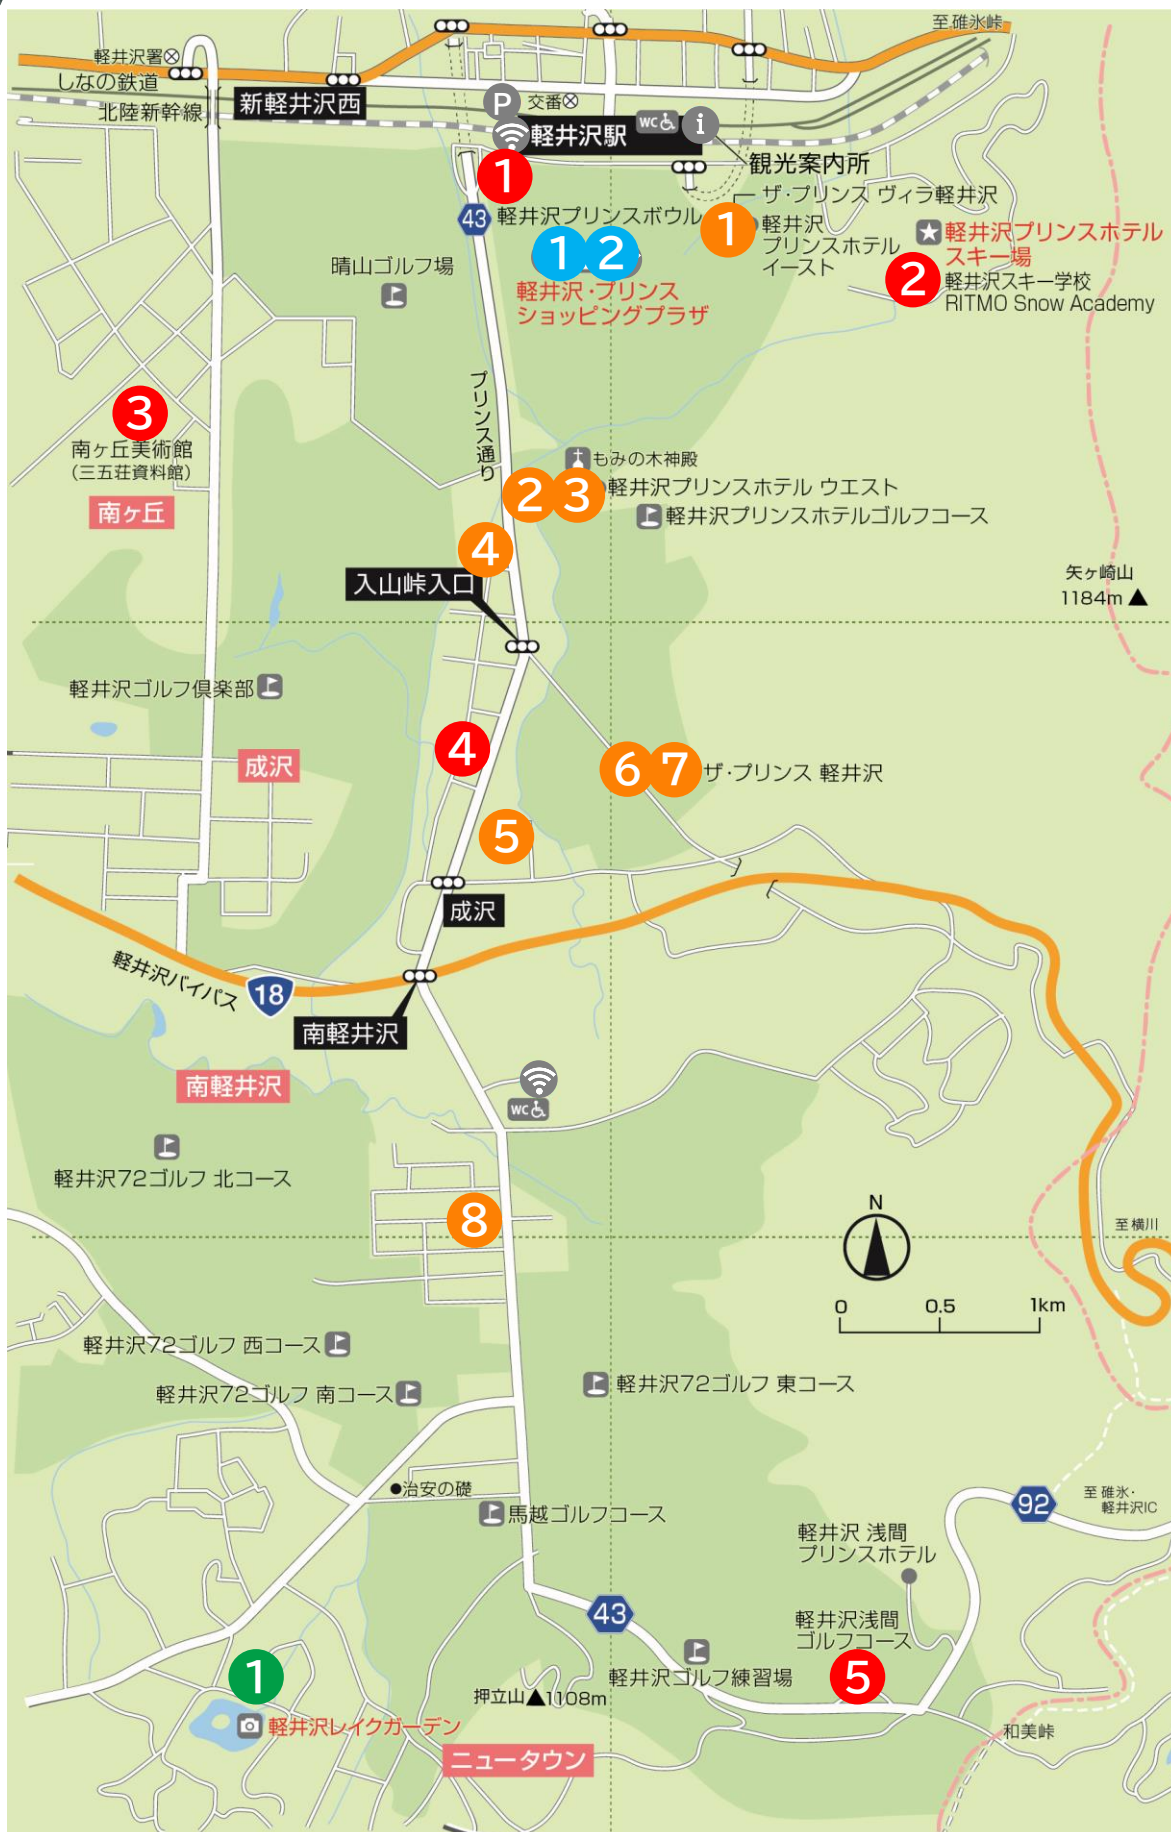 至 碓氷峠
軽井沢署
しなの鉄道
新軽井沢西
北陸新幹線
P
交番
軽井沢駅
WC
i
観光案内所
1
43
軽井沢プリンスボウル
ザ・プリンス ヴィラ軽井沢
1
軽井沢
プリンスホテル
イースト
軽井沢プリンスホテル
スキー場
2
軽井沢スキー学校
RITMO Snow Academy
晴山ゴルフ場
1
2
軽井沢・プリンス
ショッピングプラザ
プリンス通り
3
南ヶ丘美術館
(三五荘資料館)
南ヶ丘
もみの木神殿
2
3
軽井沢プリンスホテル ウエスト
軽井沢プリンスホテルゴルフコース
4
入山峠入口
矢ヶ崎山
1184m ▲
軽井沢ゴルフ倶楽部
成沢
4
6
7
ザ・プリンス 軽井沢
5
成沢
軽井沢バイパス
18
南軽井沢
南軽井沢
WC
軽井沢72ゴルフ 北コース
8
N
至 横川
0
0.5
1km
軽井沢72ゴルフ 西コース
軽井沢72ゴルフ 南コース
軽井沢72ゴルフ 東コース
●治安の礎
馬越ゴルフコース
92
至 碓氷・
軽井沢IC
軽井沢 浅間
プリンスホテル
43
軽井沢浅間
ゴルフコース
5
軽井沢ゴルフ練習場
1
押立山▲1108m
軽井沢レイクガーデン
ニュータウン
和美峠